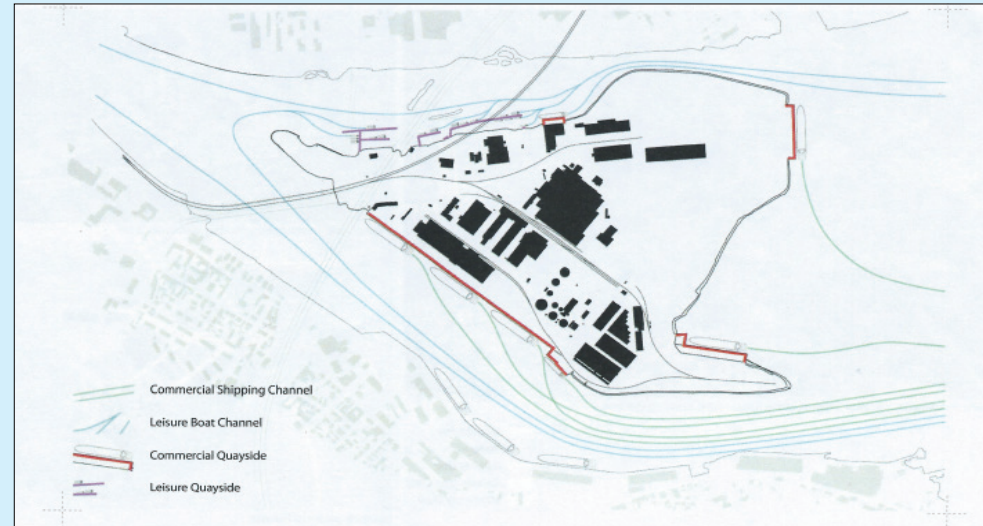 Commercial Shipping Channel
Leisure Boat Channel
Commercial Quayside
Leisure Quayside